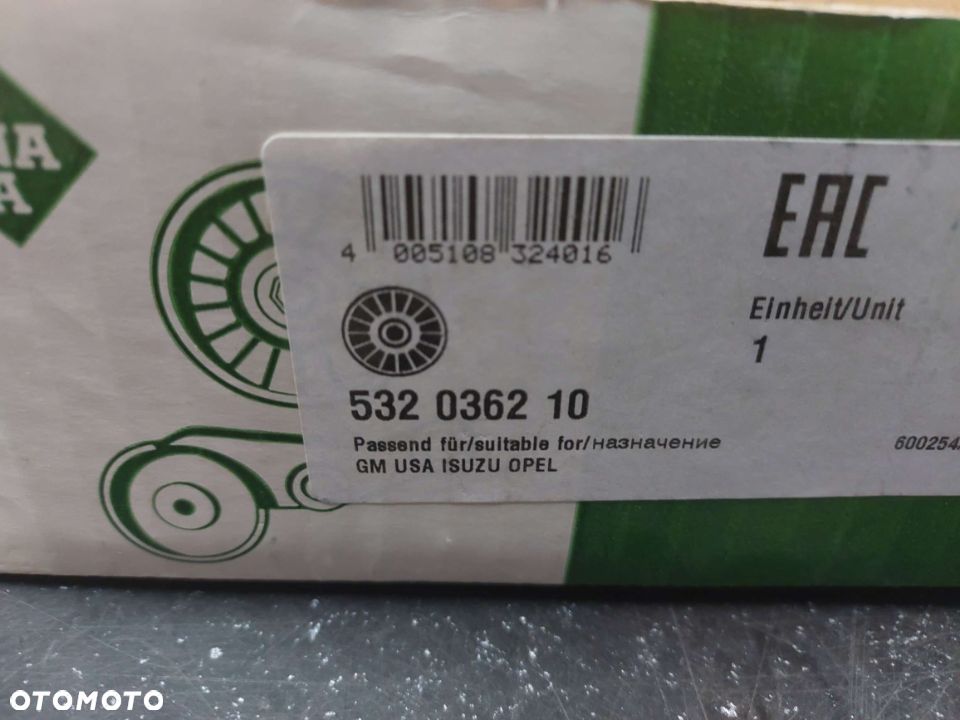 4 005108 324016
EAC
Einheit/Unit
1
532 0362 10
Passend für/suitable for/назначение
GM USA ISUZU OPEL
OTOMOTO